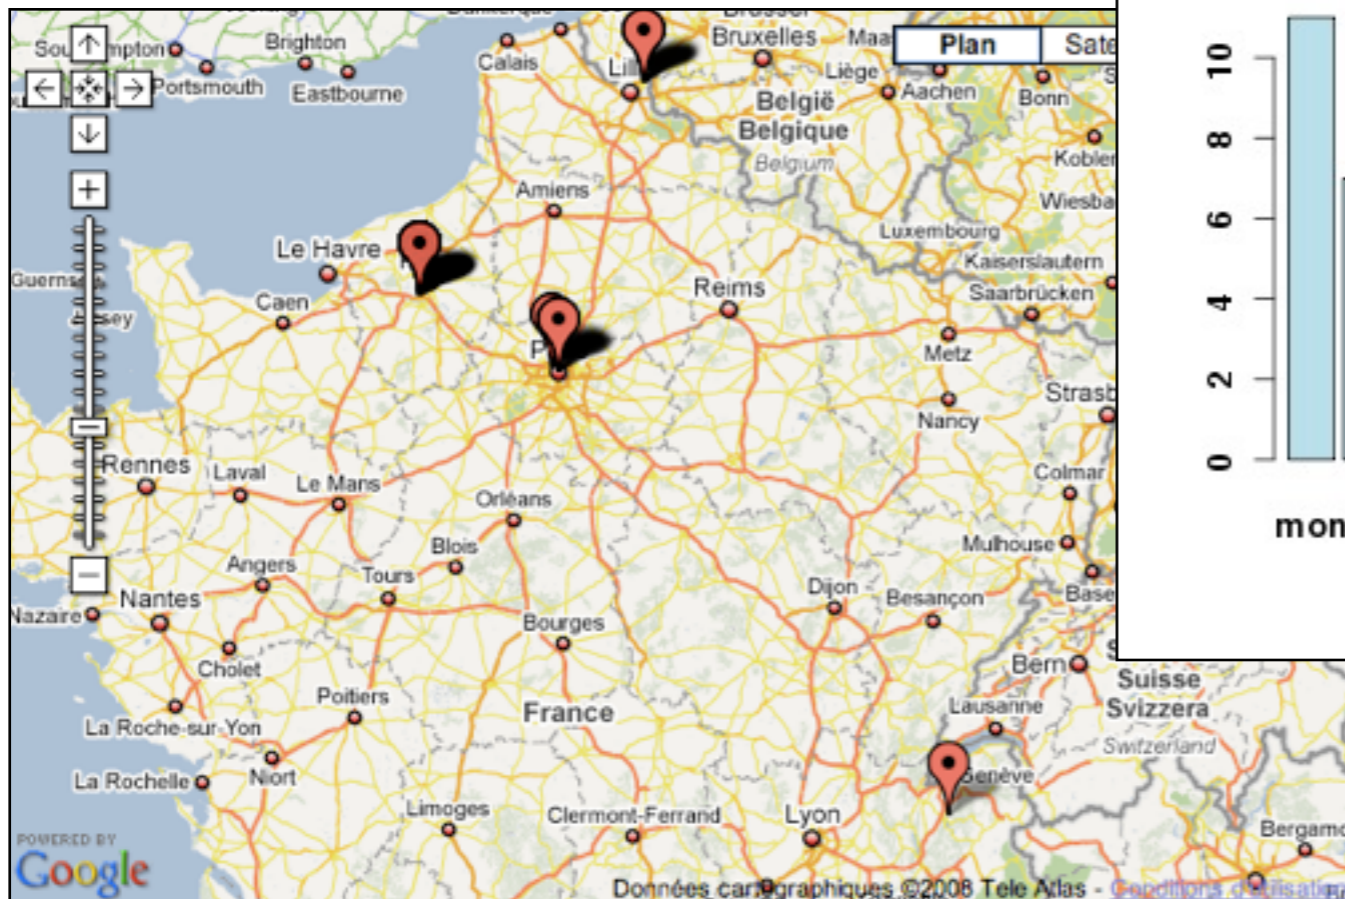 Brighton
Portsmouth
Eastbourne
Calais
Bruxelles
Plan
Liège
Aachen
Bonn
België
Belgique
Belgium
Amiens
Luxembourg
Kaiserslautern
Saarbrücken
Le Havre
Caen
Reims
Metz
Nancy
Rennes
Laval
Le Mans
Orléans
Colmar
Mulhouse
Blois
Angers
Tours
Dijon
Besançon
Nantes
Nazaire
Bourges
Cholet
Bern
Suisse
Svizzera
Switzerland
Lausanne
Poitiers
France
La Roche-sur-Yon
Niort
La Rochelle
Genève
Limoges
Clermont-Ferrand
Lyon
POWERED BY
Google
Données cartographiques ©2008 Tele Atlas -
10
8
6
4
2
0
mon